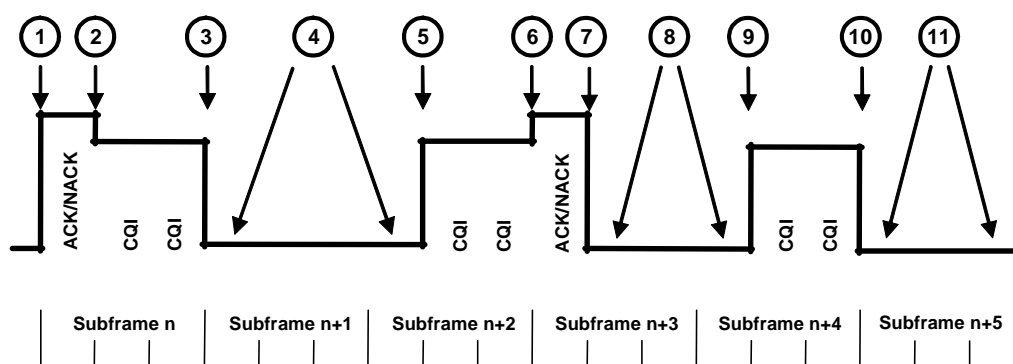 1 2 3 4 5 6 7 8 9 10 11
ACK/NACK CQI CQI CQI CQI ACK/NACK CQI CQI
Subframe n Subframe n+1 Subframe n+2 Subframe n+3 Subframe n+4 Subframe n+5